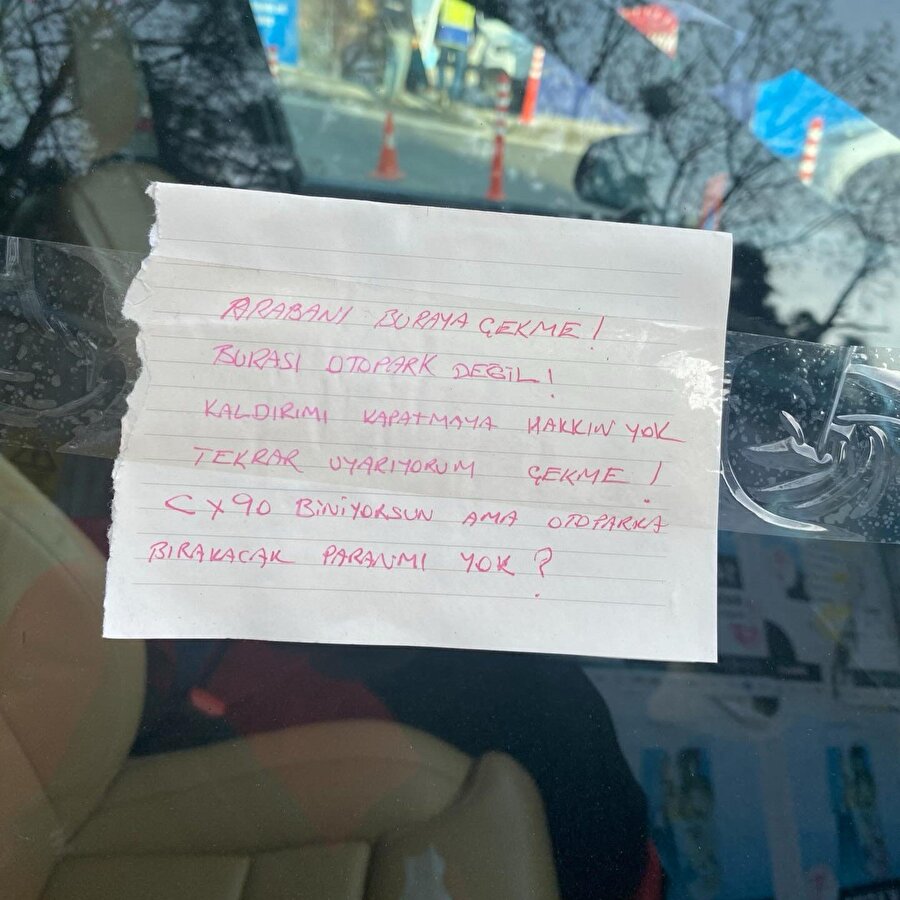 ARABANI BURAYA ÇEKME!
BURASI OTOPARK DEĞİL!
KALDIRIMI KAPATMAYA HAKKIN YOK
TEKRAR UYARIYORUM ÇEKME!
CX90 BİNİYORSUN AMA OTOPARKA
BIRAKACAK PARANMI YOK?